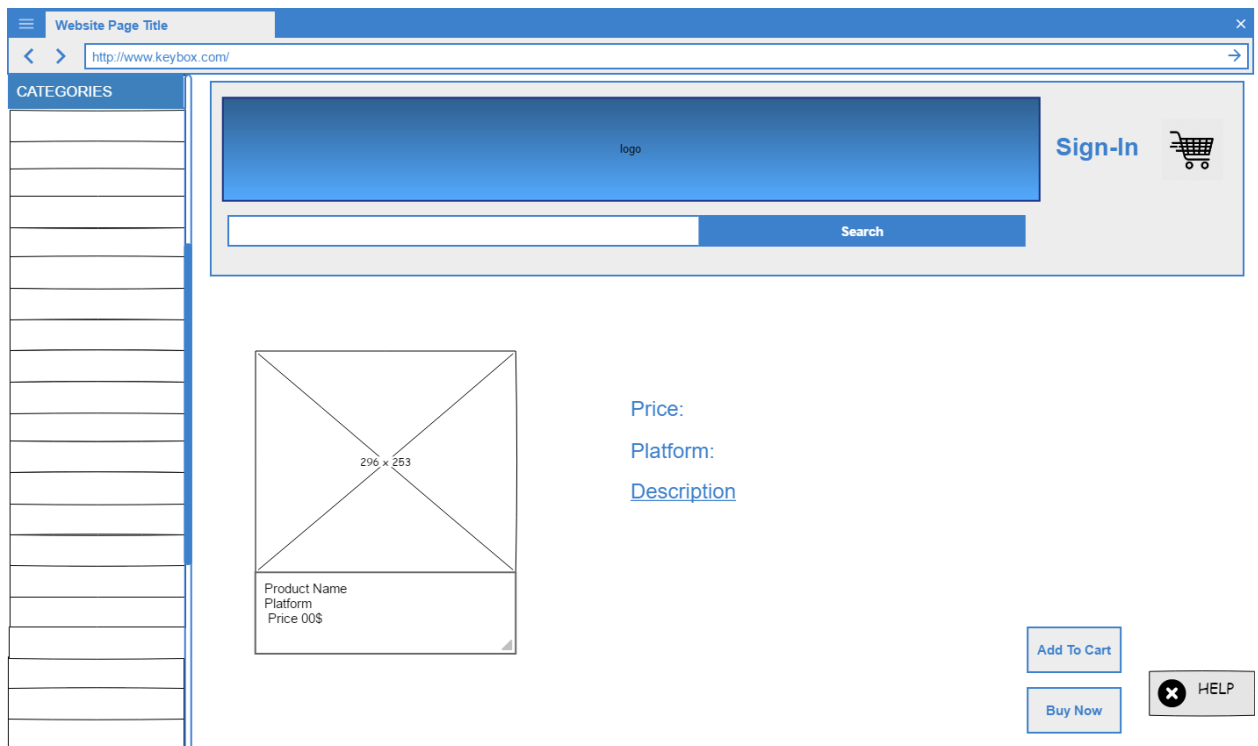 Website Page Title
http://www.keybox.com/
CATEGORIES
logo
Sign-In
Search
296 x 253
Product Name
Platform
Price 00$
Price:
Platform:
Description
Add To Cart
Buy Now
HELP